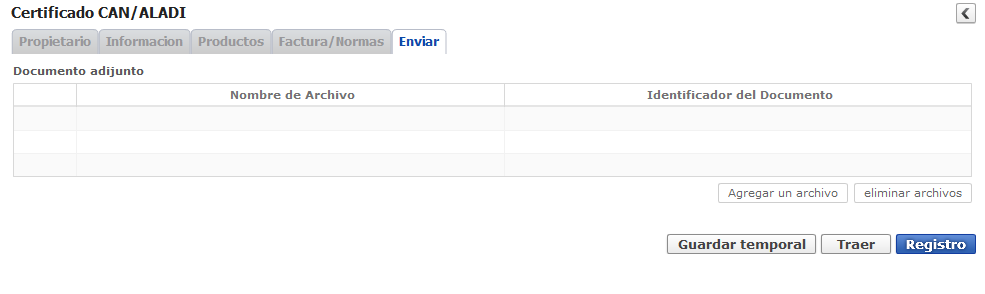 Certificado CAN/ALADI
Propietario Informacion Productos Factura/Normas Enviar
Documento adijunto
Nombre de Archivo Identificador del Documento
Agregar un archivo eliminar archivos
Guardar temporal Traer Registro